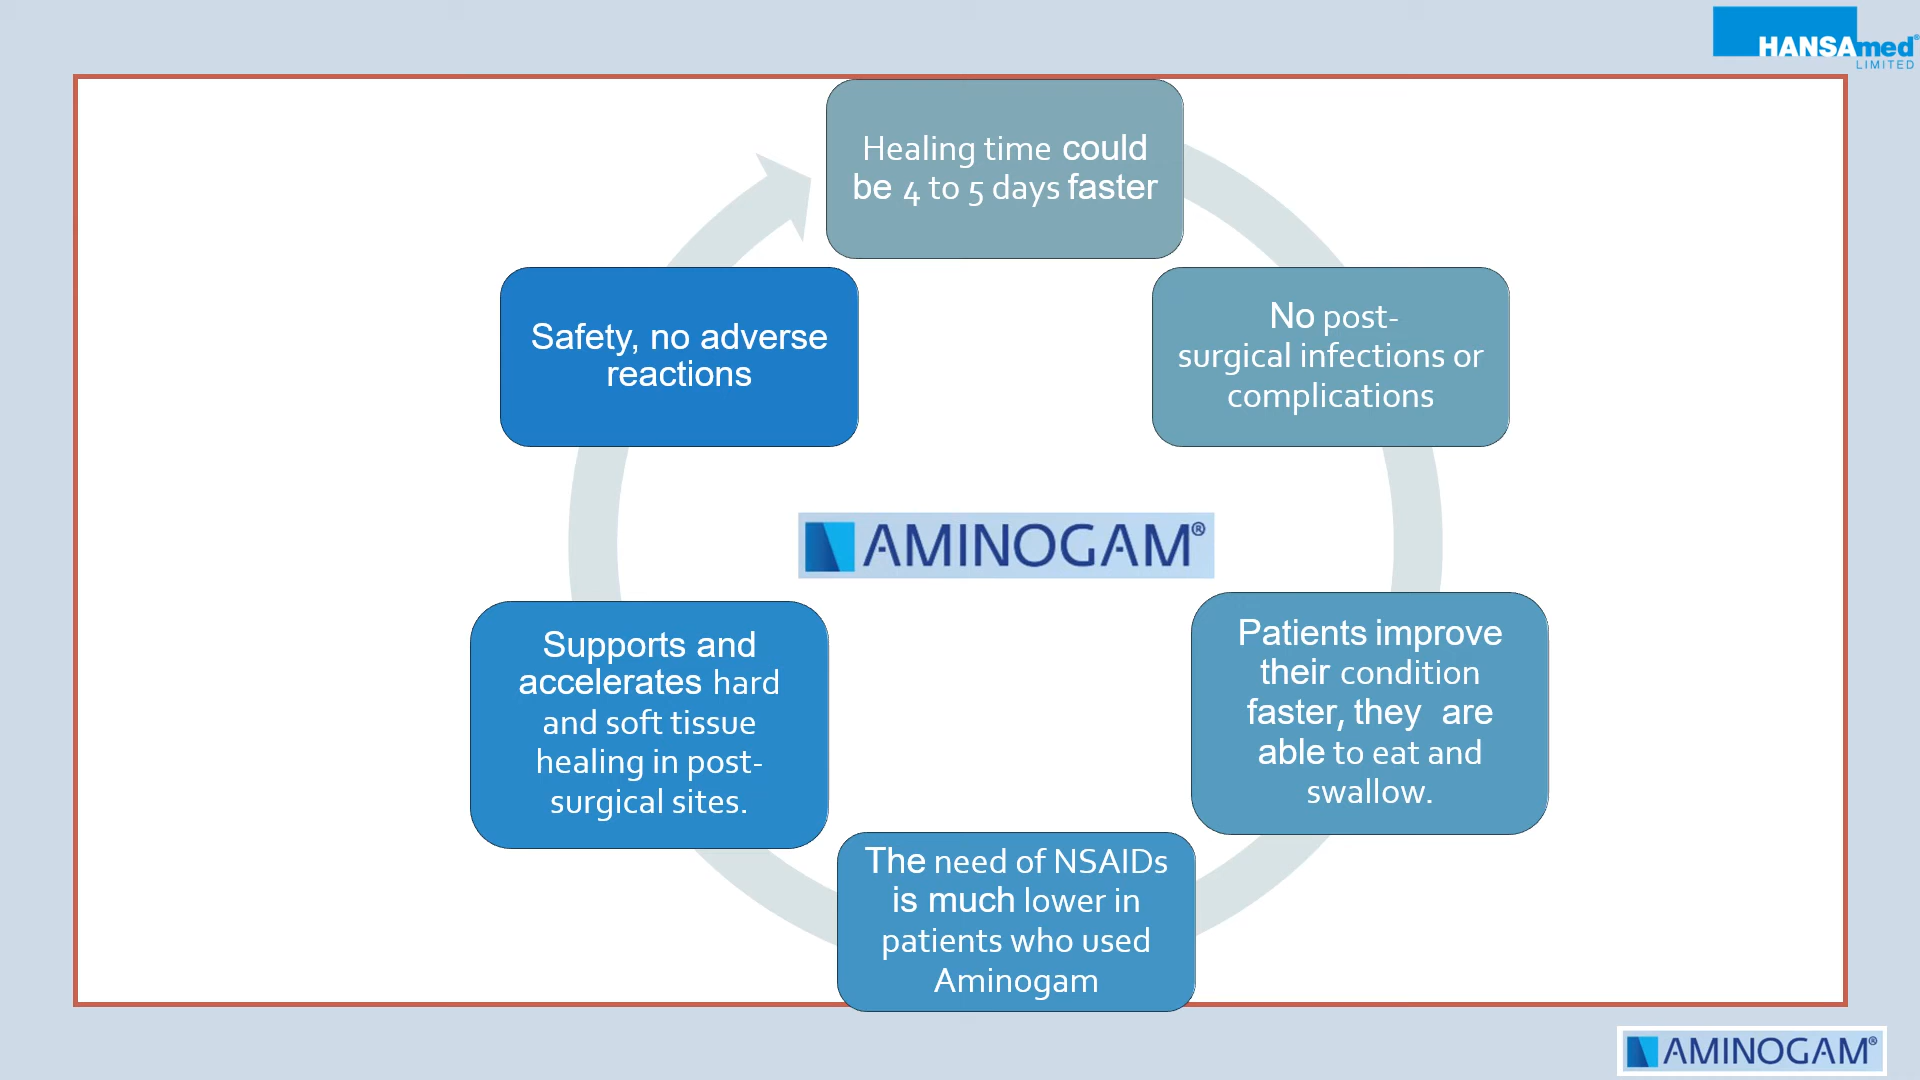 HANSAmed®
LIMITED
Healing time could
be 4 to 5 days faster
No post-
surgical infections or
complications
Patients improve
their condition
faster, they  are
able to eat and
swallow.
The need of NSAIDs
is much lower in
patients who used
Aminogam
Supports and
accelerates hard
and soft tissue
healing in post-
surgical sites.
Safety, no adverse
reactions
AMINOGAM®
AMINOGAM®